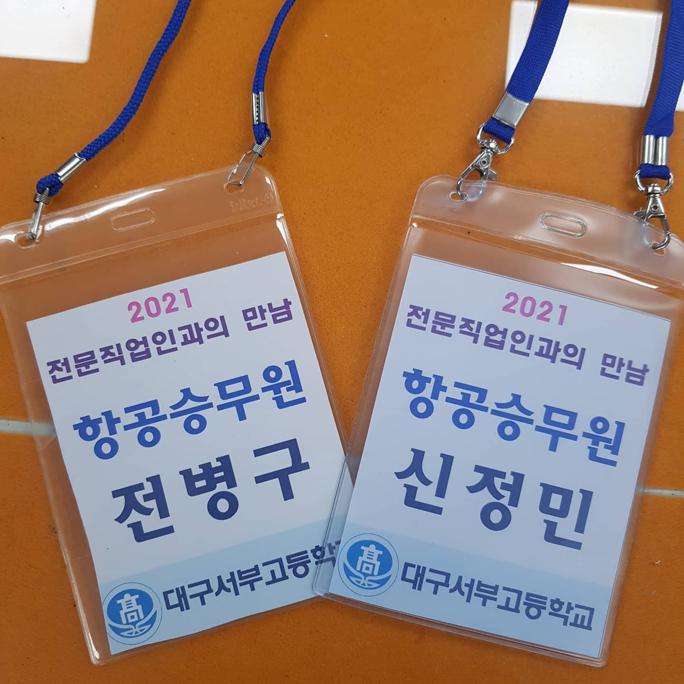 2021
전문직업인과의 만남
항공승무원
전병구
高
대구서부고등학교
2021
전문직업인과의 만남
항공승무원
신정민
高
대구서부고등학교